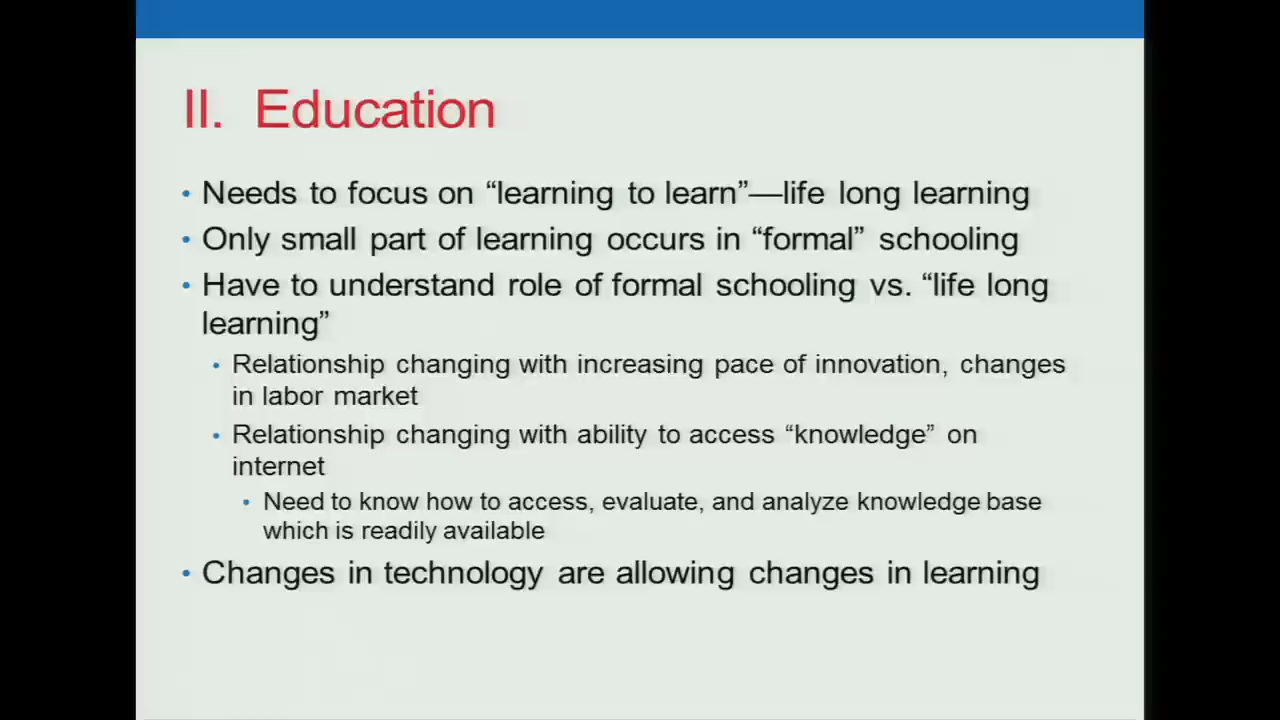 II. Education
• Needs to focus on “learning to learn”—life long learning
• Only small part of learning occurs in “formal” schooling
• Have to understand role of formal schooling vs. “life long
learning”
• Relationship changing with increasing pace of innovation, changes
in labor market
• Relationship changing with ability to access “knowledge” on
internet
• Need to know how to access, evaluate, and analyze knowledge base
which is readily available
• Changes in technology are allowing changes in learning